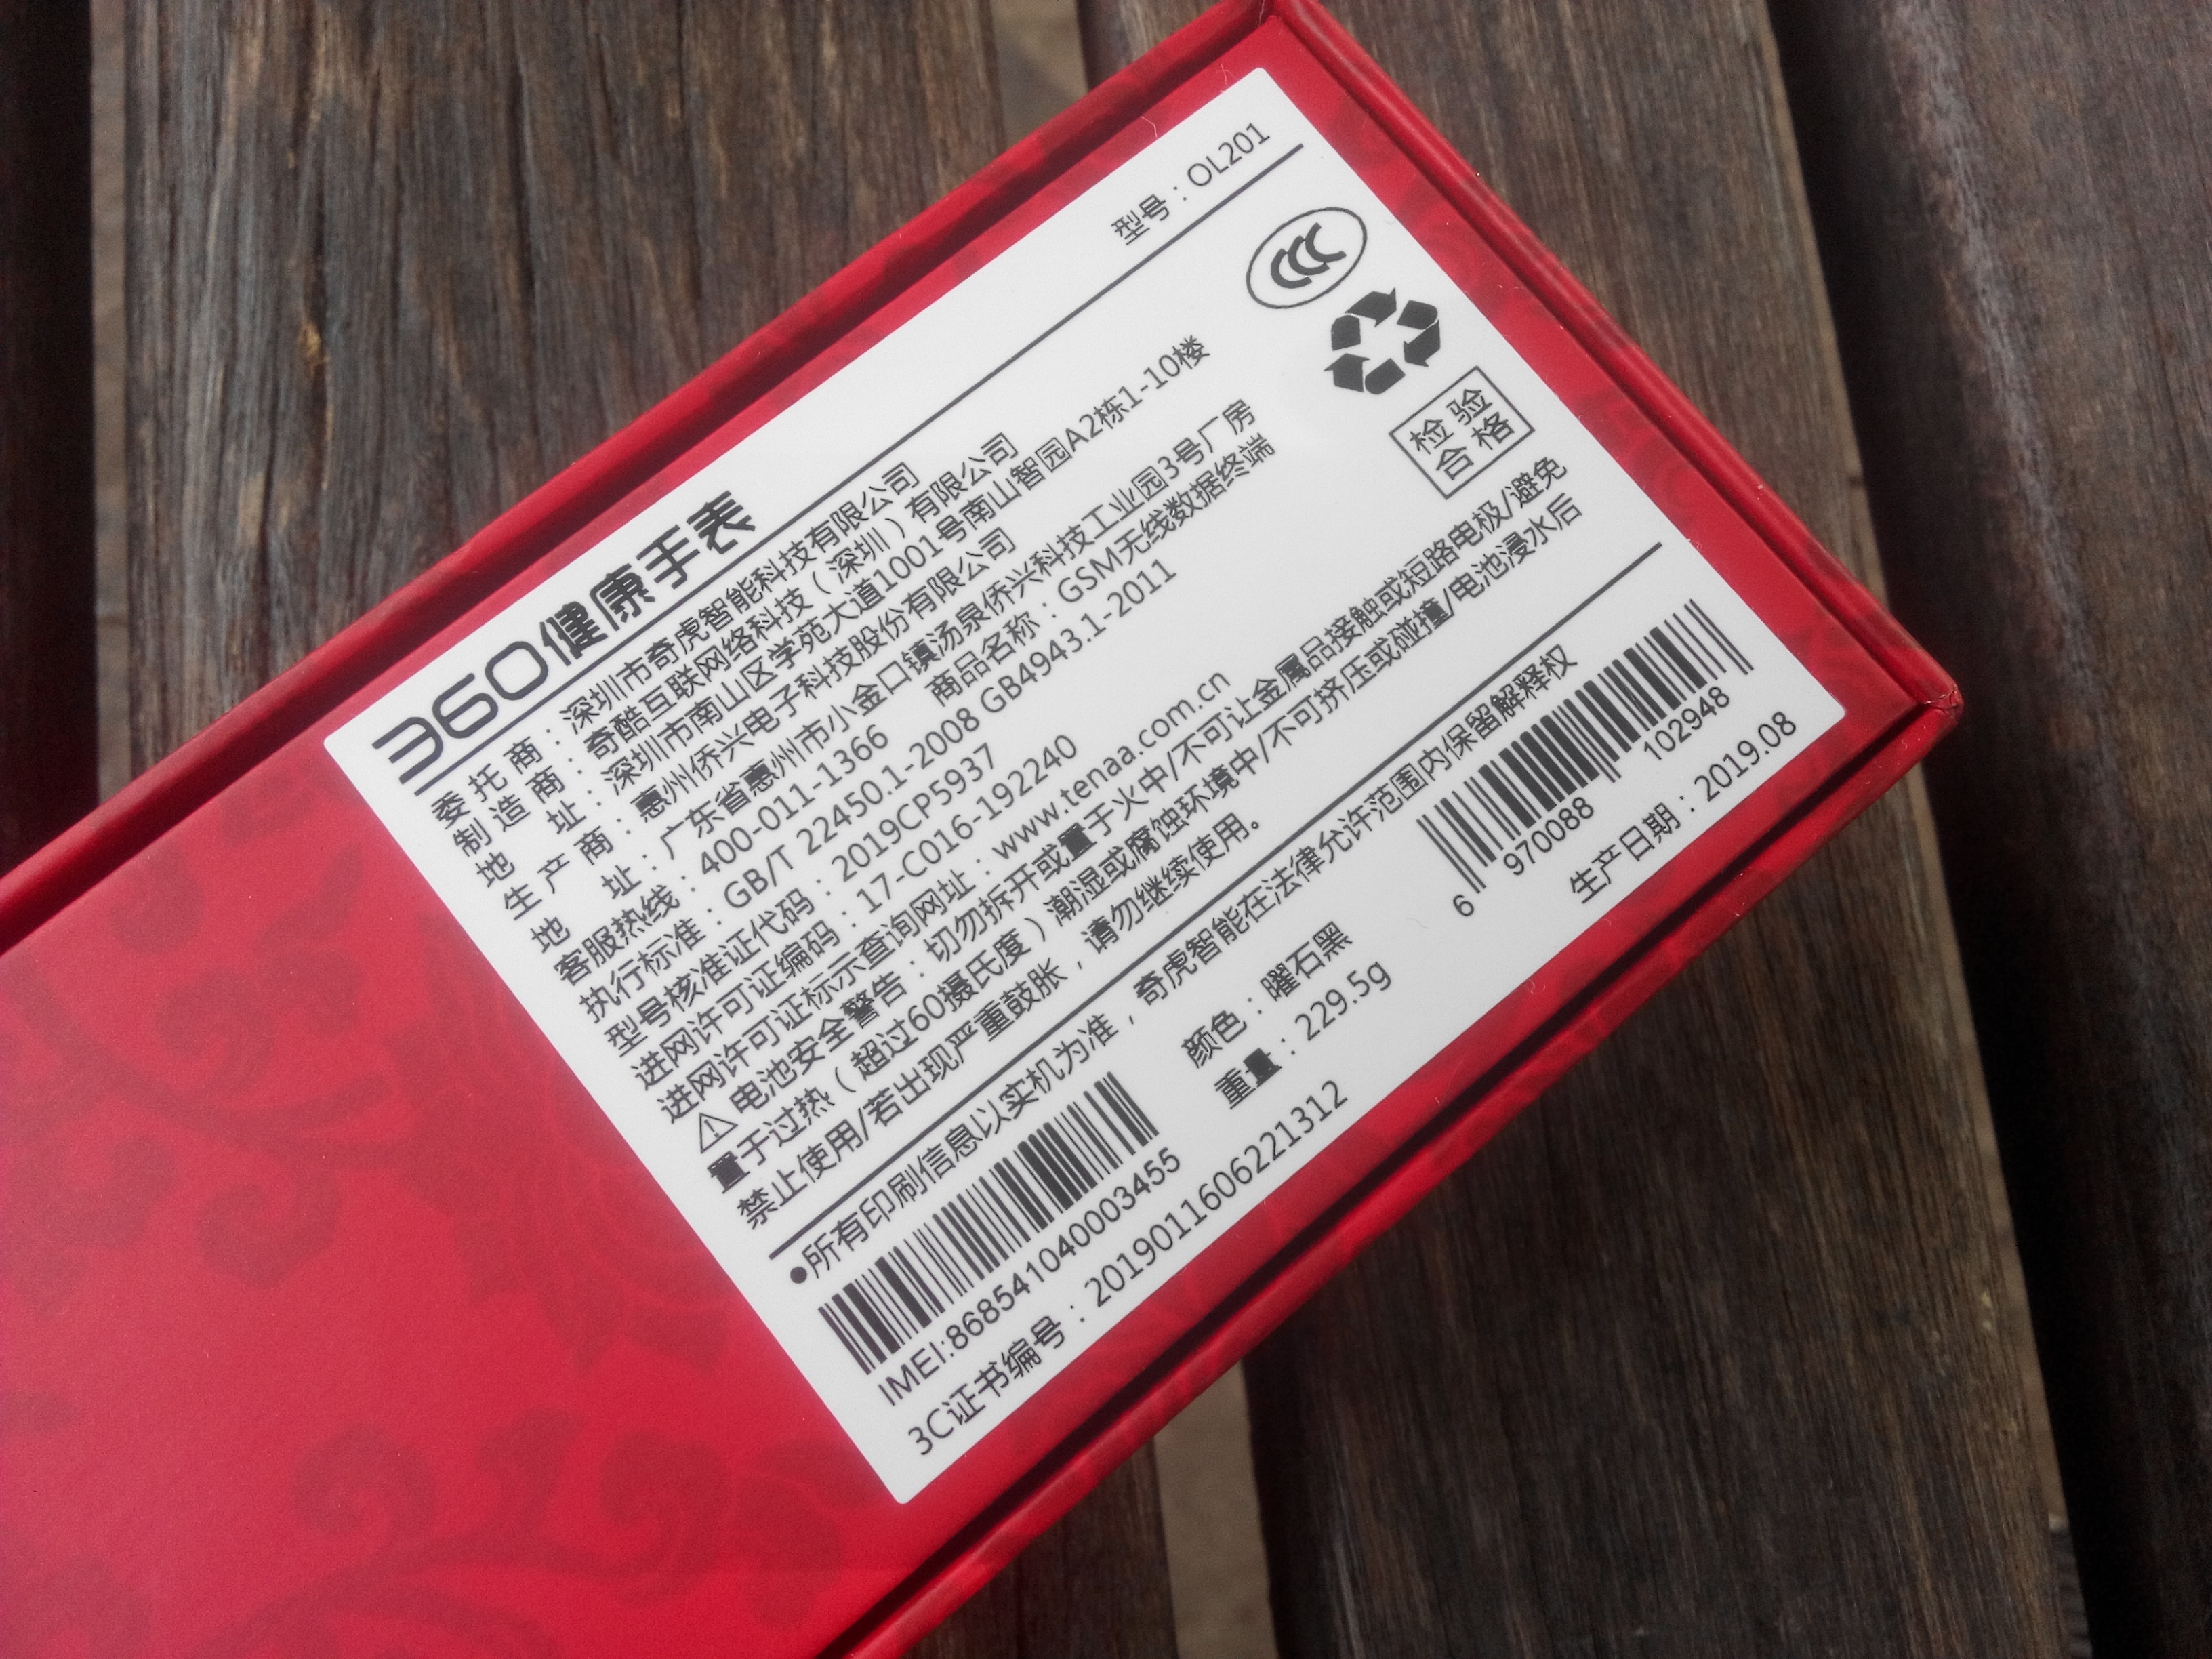 360健康手表
型号：OL201
委托商：深圳市奇虎智能科技有限公司
制造商：奇酷互联网络科技（深圳）有限公司
地址：深圳市南山区学苑大道1001号南山智园A2栋1-10楼
生产商：惠州侨兴电子科技股份有限公司
地址：广东省惠州市小金口镇汤泉侨兴科技工业园3号厂房
客服热线：400-011-1366 商品名称：GSM无线数据终端
执行标准：GB/T 22450.1-2008 GB4943.1-2011
型号核准证代码：2019CP5937
进网许可证编码：17-C016-192240
进网许可证标示查询网址：www.tenaa.com.cn
电池安全警告：切勿拆开或置于火中/不可让金属品接触或短路电极/避免
置于过热（超过60摄氏度）潮湿或腐蚀环境中/不可挤压或碰撞/电池浸水后
禁止使用/若出现严重鼓胀，请勿继续使用。
CCC
检验
合格
●所有印刷信息以实机为准，奇虎智能在法律允许范围内保留解释权
IMEI:868541040003455
3C证书编号：2019011606221312
颜色：曜石黑
重量：229.5g
6 970088 102948
生产日期：2019.08